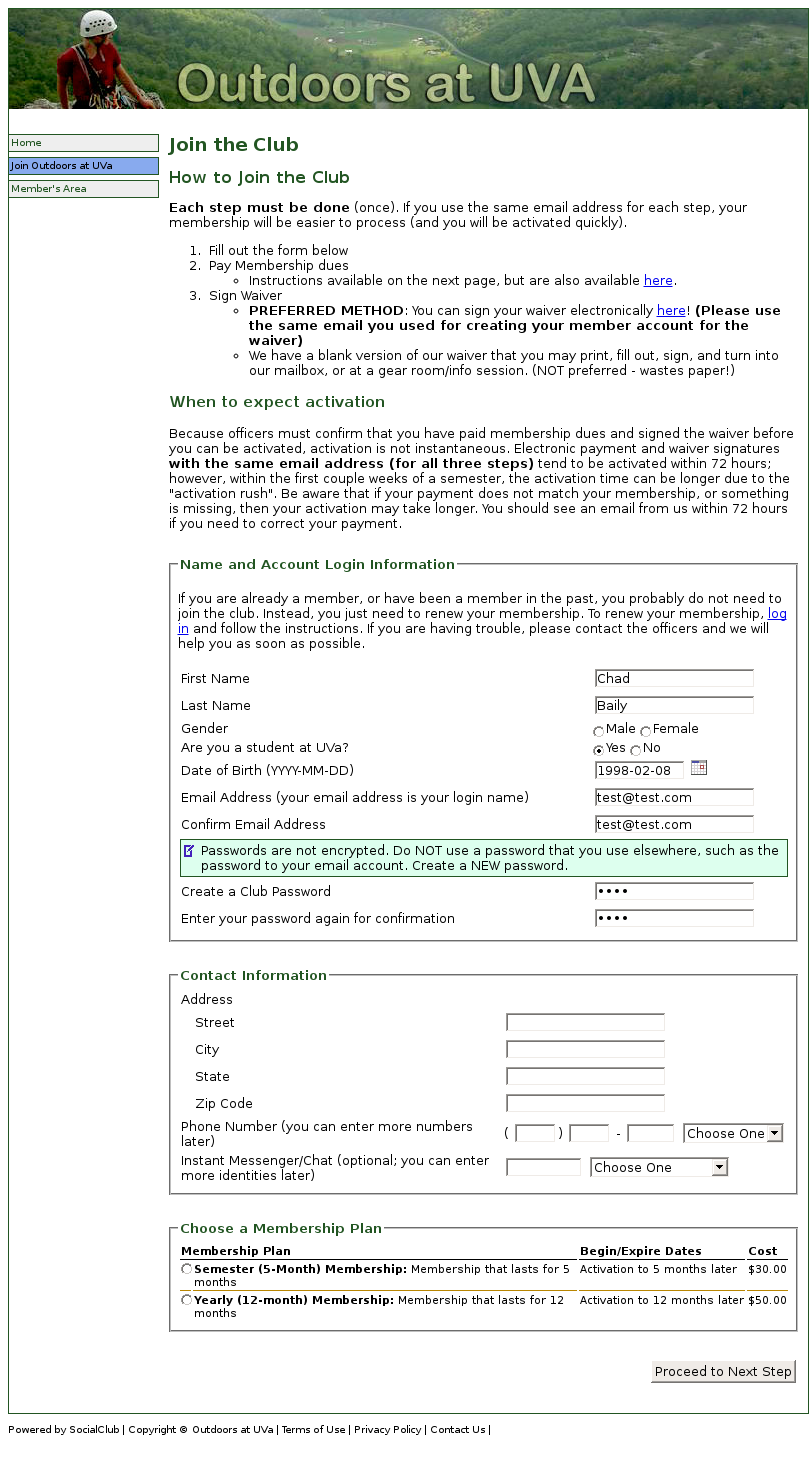 Outdoors at UVA
Home
Join Outdoors at UVa
Member's Area
Join the Club
How to Join the Club
Each step must be done (once). If you use the same email address for each step, your
membership will be easier to process (and you will be activated quickly).
1. Fill out the form below
2. Pay Membership dues
Instructions available on the next page, but are also available here.
3. Sign Waiver
PREFERRED METHOD: You can sign your waiver electronically here! (Please use
the same email you used for creating your member account for the
waiver)
We have a blank version of our waiver that you may print, fill out, sign, and turn into
our mailbox, or at a gear room/info session. (NOT preferred - wastes paper!)
When to expect activation
Because officers must confirm that you have paid membership dues and signed the waiver before
you can be activated, activation is not instantaneous. Electronic payment and waiver signatures
with the same email address (for all three steps) tend to be activated within 72 hours;
however, within the first couple weeks of a semester, the activation time can be longer due to the
"activation rush". Be aware that if your payment does not match your membership, or something
is missing, then your activation may take longer. You should see an email from us within 72 hours
if you need to correct your payment.
Name and Account Login Information
If you are already a member, or have been a member in the past, you probably do not need to
join the club. Instead, you just need to renew your membership. To renew your membership, log
in and follow the instructions. If you are having trouble, please contact the officers and we will
help you as soon as possible.
First Name Chad
Last Name Baily
Gender Male Female
Are you a student at UVa? Yes No
Date of Birth (YYYY-MM-DD) 1998-02-08
Email Address (your email address is your login name) test@test.com
Confirm Email Address test@test.com
Passwords are not encrypted. Do NOT use a password that you use elsewhere, such as the
password to your email account. Create a NEW password.
Create a Club Password ••••
Enter your password again for confirmation ••••
Contact Information
Address
Street
City
State
Zip Code
Phone Number (you can enter more numbers
later) ( ) - Choose One
Instant Messenger/Chat (optional; you can enter
more identities later) Choose One
Choose a Membership Plan
Membership Plan Begin/Expire Dates Cost
Semester (5-Month) Membership: Membership that lasts for 5 Activation to 5 months later $30.00
months
Yearly (12-month) Membership: Membership that lasts for 12 Activation to 12 months later $50.00
months
Proceed to Next Step
Powered by SocialClub | Copyright © Outdoors at UVa | Terms of Use | Privacy Policy | Contact Us |